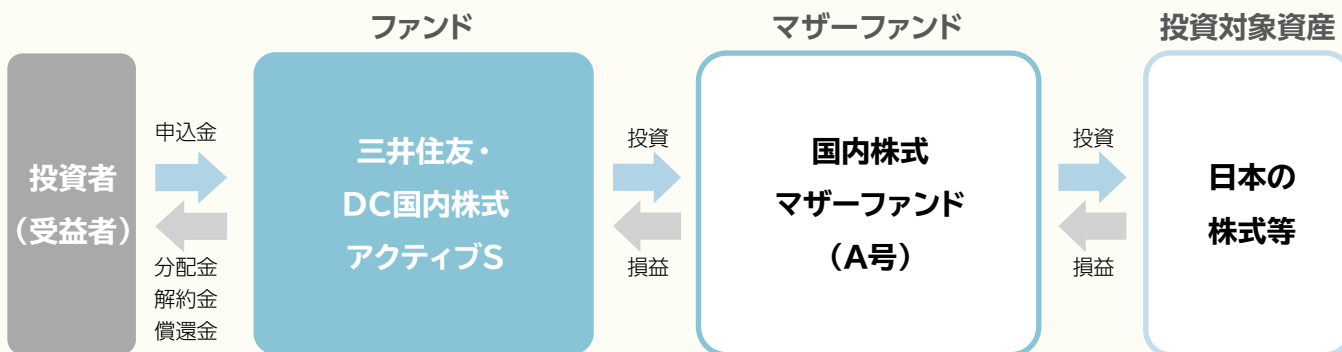 ファンド
マザーファンド
投資対象資産
投資者
（受益者）
申込金
分配金
解約金
償還金
三井住友・
DC国内株式
アクティブS
投資
損益
国内株式
マザーファンド
（A号）
投資
損益
日本の
株式等